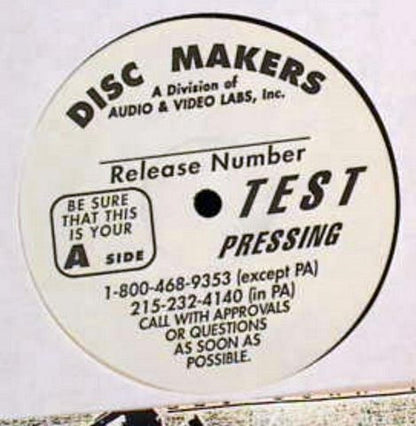 DISC MAKERS
A Division of
AUDIO & VIDEO LABS, Inc.
Release Number
BE SURE
THAT THIS
IS YOUR
A SIDE
TEST
PRESSING
1-800-468-9353 (except PA)
215-232-4140 (in PA)
CALL WITH APPROVALS
OR QUESTIONS
AS SOON AS
POSSIBLE.